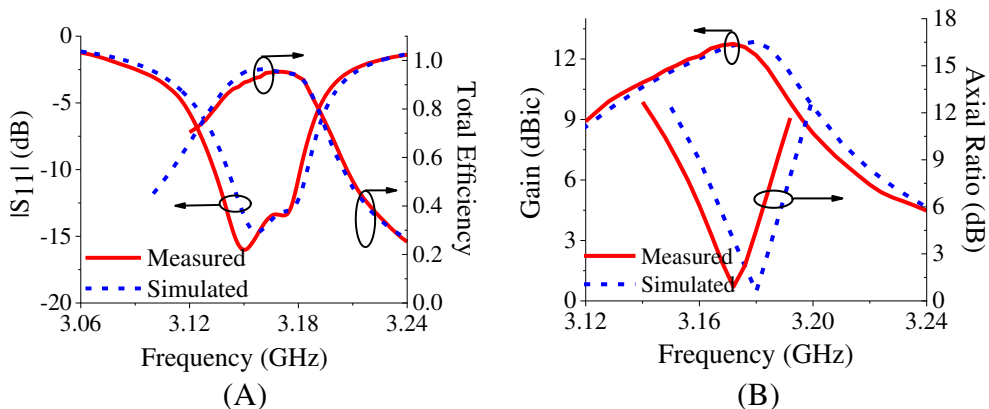 0
-5
-10
-15
-20
|S11| (dB)
1.0
0.8
0.6
0.4
0.2
0.0
Total Efficiency
Measured
Simulated
3.06
3.12
3.18
3.24
Frequency (GHz)
(A)
12
9
6
3
0
Gain (dBic)
18
15
12
9
6
3
0
Axial Ratio (dB)
Measured
Simulated
3.12
3.16
3.20
3.24
Frequency (GHz)
(B)